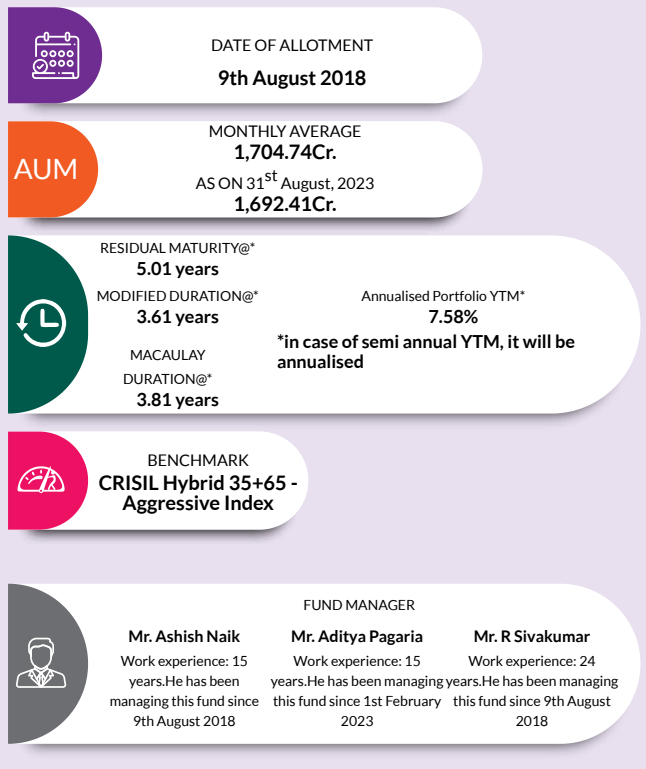 DATE OF ALLOTMENT
9th August 2018
AUM
MONTHLY AVERAGE
1,704.74Cr.
AS ON 31st August, 2023
1,692.41Cr.
RESIDUAL MATURITY@*
5.01 years
MODIFIED DURATION@*
3.61 years
MACAULAY
DURATION@*
3.81 years
Annualised Portfolio YTM*
7.58%
*in case of semi annual YTM, it will be
annualised
BENCHMARK
CRISIL Hybrid 35+65 -
Aggressive Index
FUND MANAGER
Mr. Ashish Naik
Work experience: 15
years.He has been
managing this fund since
9th August 2018
Mr. Aditya Pagaria
Work experience: 15
years.He has been managing
this fund since 1st February
2023
Mr. R Sivakumar
Work experience: 24
years.He has been managing
this fund since 9th August
2018